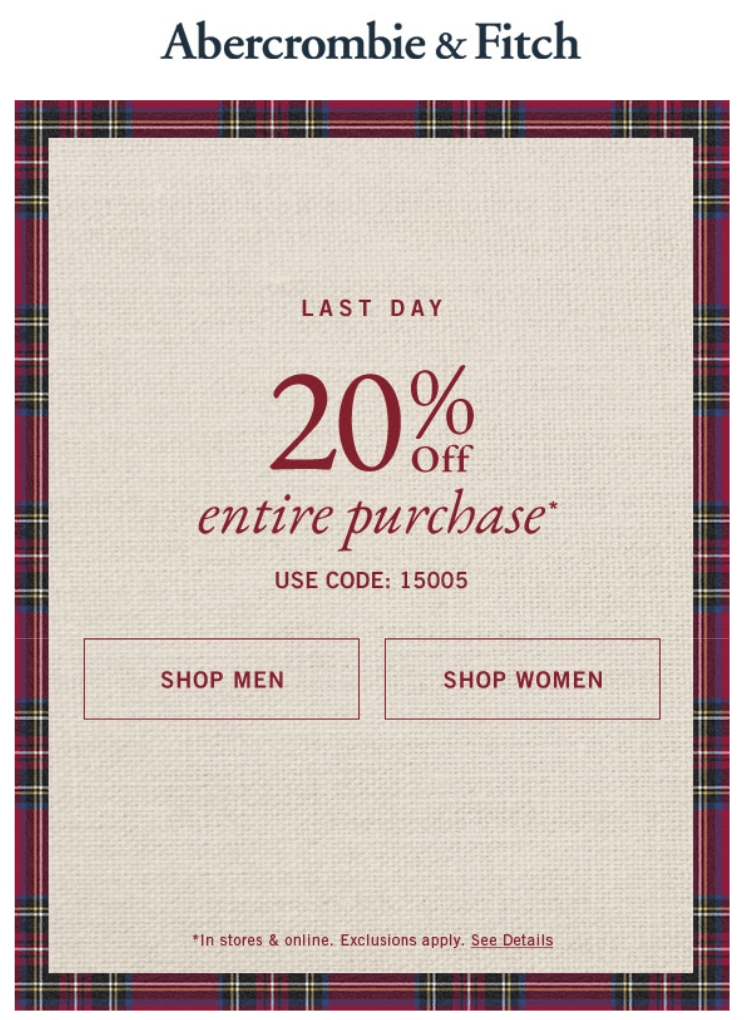 Abercrombie & Fitch
LAST DAY
20% Off
entire purchase*
USE CODE: 15005
SHOP MEN
SHOP WOMEN
*In stores & online. Exclusions apply. See Details